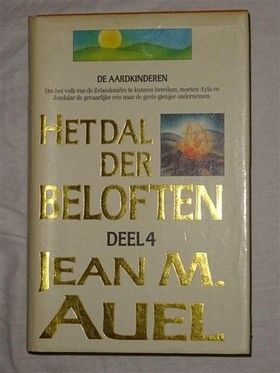 DE AARDKINDEREN
Om het volk van de Zelandoniërs te kunnen bereiken, moeten Ayla en
Jondalar de gevaarlijke reis naar de grote gletsjer ondernemen.
HET DAL
DER
BELOFTEN
DEEL 4
JEAN M.
AUEL